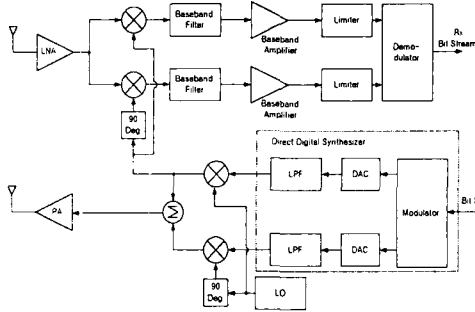 LNA
Baseband
Filter
Baseband
Amplifier
Limiter
Demo-
dulator
Rx
Bit Stream
Baseband
Filter
Baseband
Amplifier
Limiter
90
Deg
Direct Digital Synthesizer
LPF
DAC
Modulator
Bit S
PA
Σ
LPF
DAC
90
Deg
LO